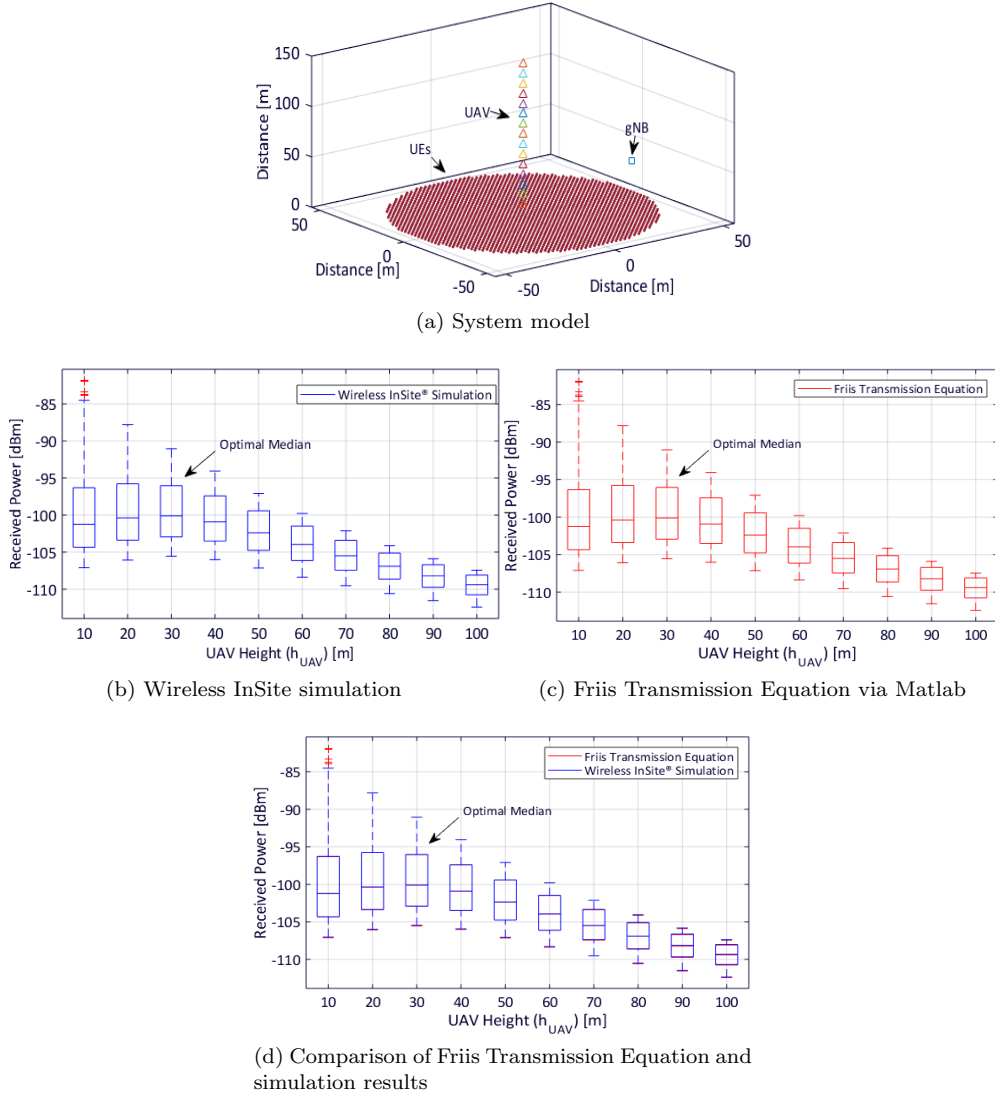 150
100
50
0
Distance [m]
UAV
gNB
UEs
50
0
-50
Distance [m]
-50
0
50
Distance [m]
(a) System model
Wireless InSite® Simulation
Optimal Median
Received Power [dBm]
-85
-90
-95
-100
-105
-110
10 20 30 40 50 60 70 80 90 100
UAV Height (hUAV) [m]
(b) Wireless InSite simulation
Friis Transmission Equation
Optimal Median
Received Power [dBm]
-85
-90
-95
-100
-105
-110
10 20 30 40 50 60 70 80 90 100
UAV Height (hUAV) [m]
(c) Friis Transmission Equation via Matlab
Friis Transmission Equation
Wireless InSite® Simulation
Optimal Median
Received Power [dBm]
-85
-90
-95
-100
-105
-110
10 20 30 40 50 60 70 80 90 100
UAV Height (hUAV) [m]
(d) Comparison of Friis Transmission Equation and
simulation results